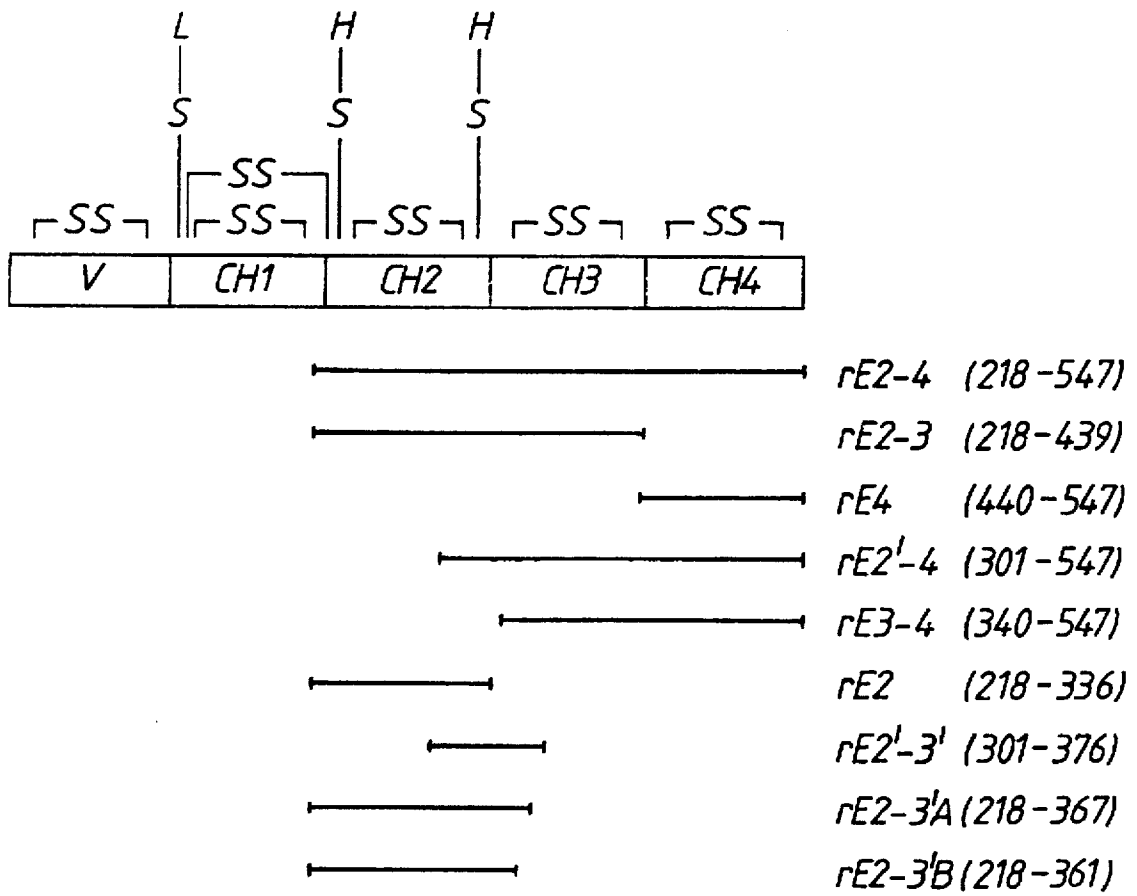 L H H
S S S
SS
SS SS SS SS SS
V CH1 CH2 CH3 CH4
rE2-4 (218-547)
rE2-3 (218-439)
rE4 (440-547)
rE2'-4 (301-547)
rE3-4 (340-547)
rE2 (218-336)
rE2'-3' (301-376)
rE2-3'A (218-367)
rE2-3'B (218-361)